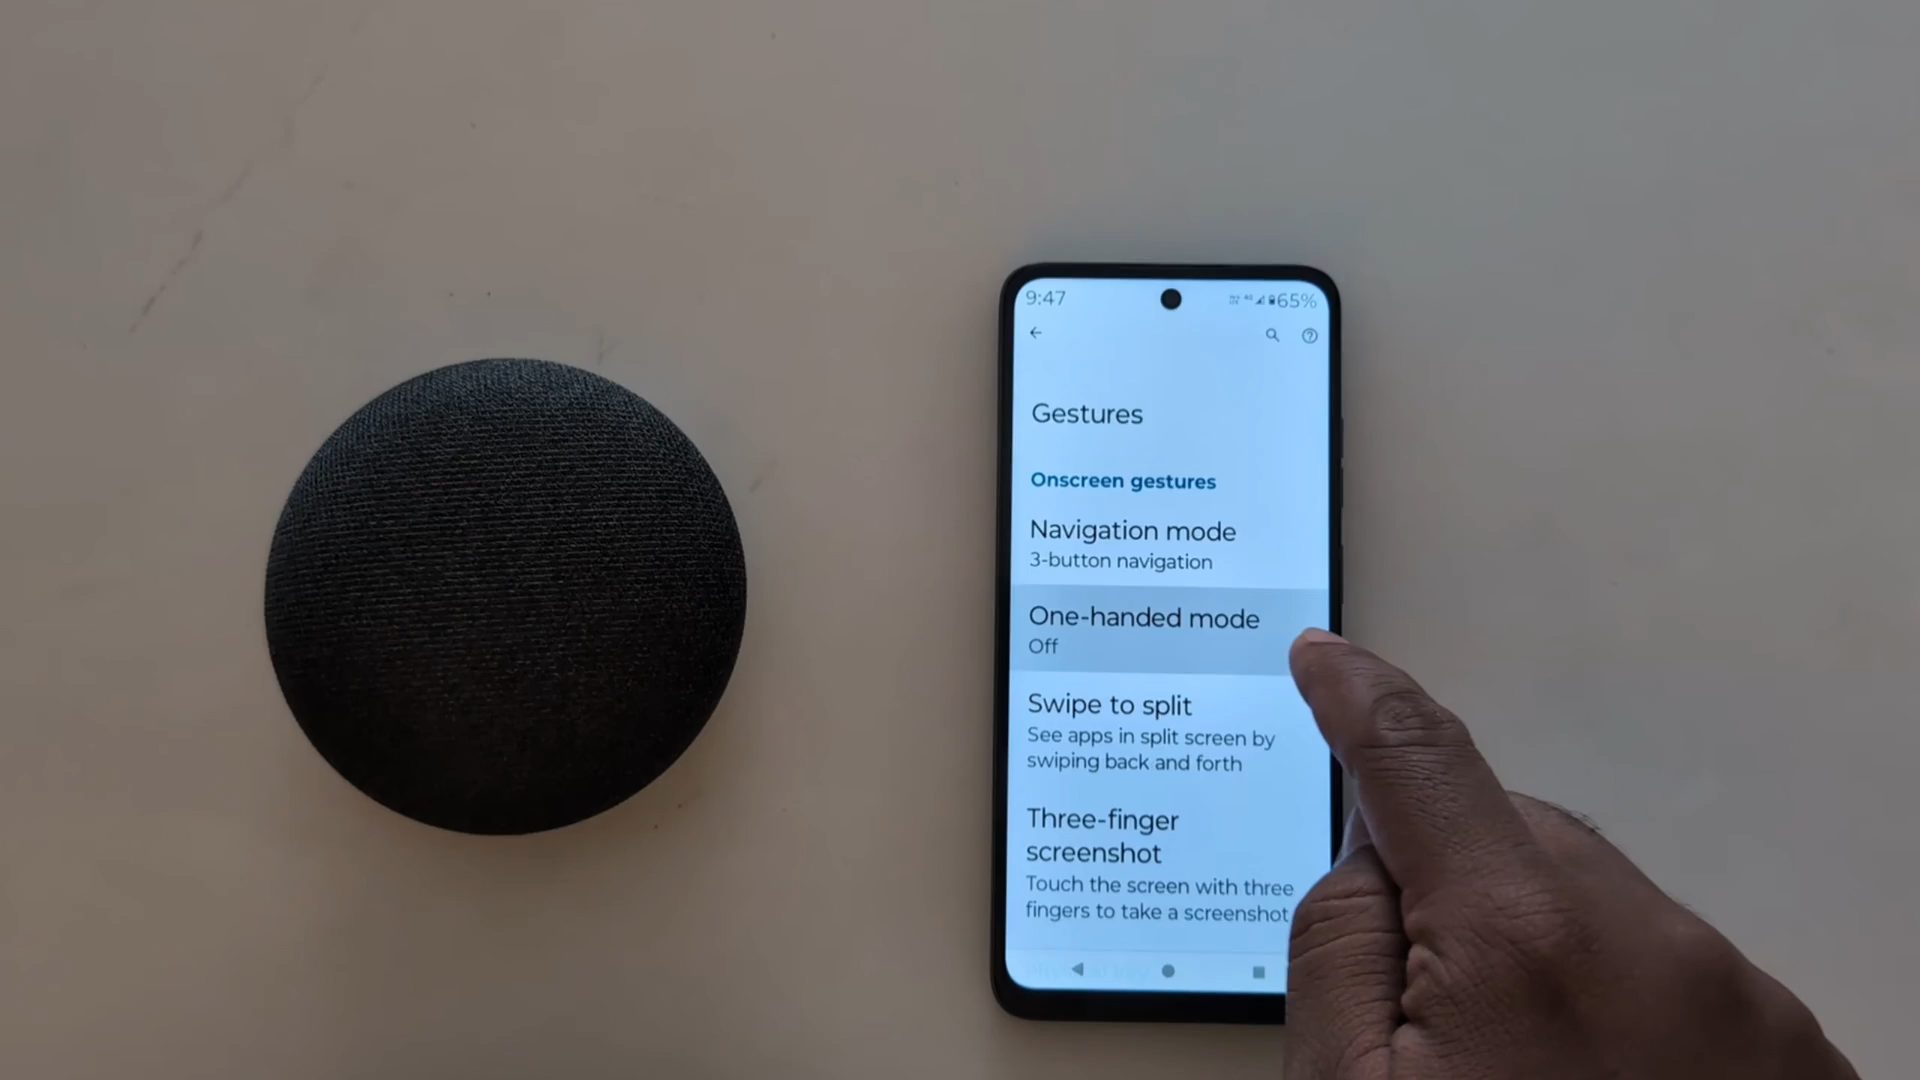 9:47
65%
Gestures
Onscreen gestures
Navigation mode
3-button navigation
One-handed mode
Off
Swipe to split
See apps in split screen by
swiping back and forth
Three-finger
screenshot
Touch the screen with three
fingers to take a screenshot